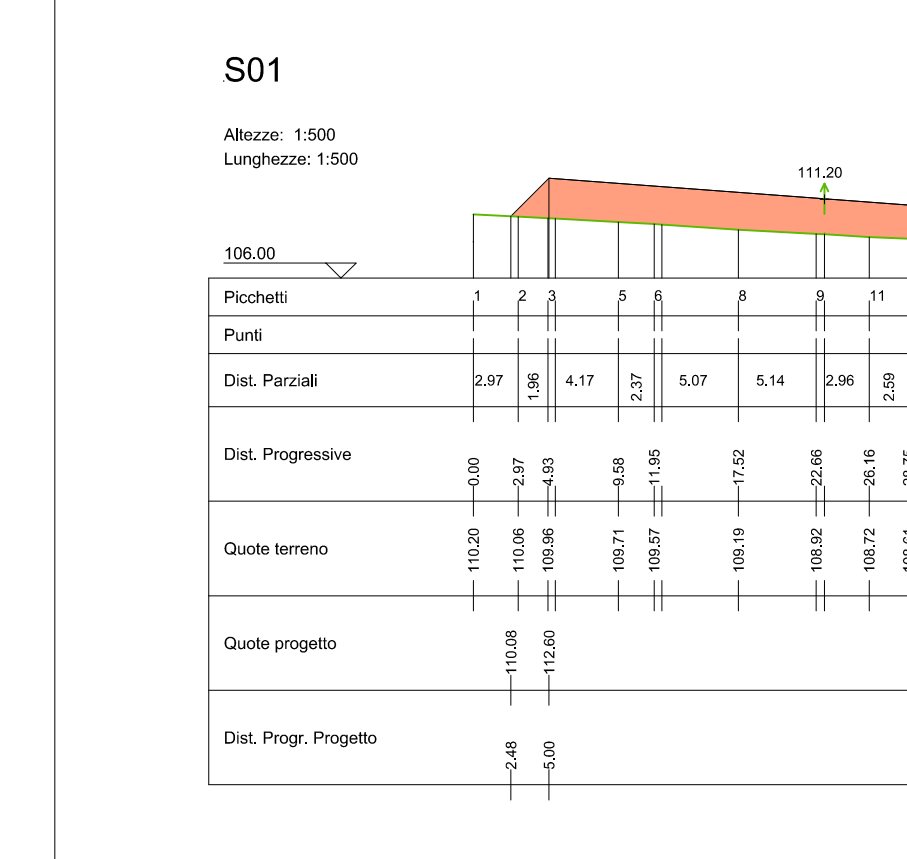 S01
Altezze: 1:500
Lunghezze: 1:500
111.20
106.00
Picchetti 1 2 3 5 6 8 9 11
Punti
Dist. Parziali 2.97 1.96 4.17 2.37 5.07 5.14 2.96 2.59
Dist. Progressive 0.00 2.97 4.93 9.58 11.95 17.52 22.66 26.16
Quote terreno 110.20 110.06 109.96 109.71 109.57 109.19 108.92 108.72
Quote progetto 110.08 112.60
Dist. Progr. Progetto 2.48 5.00